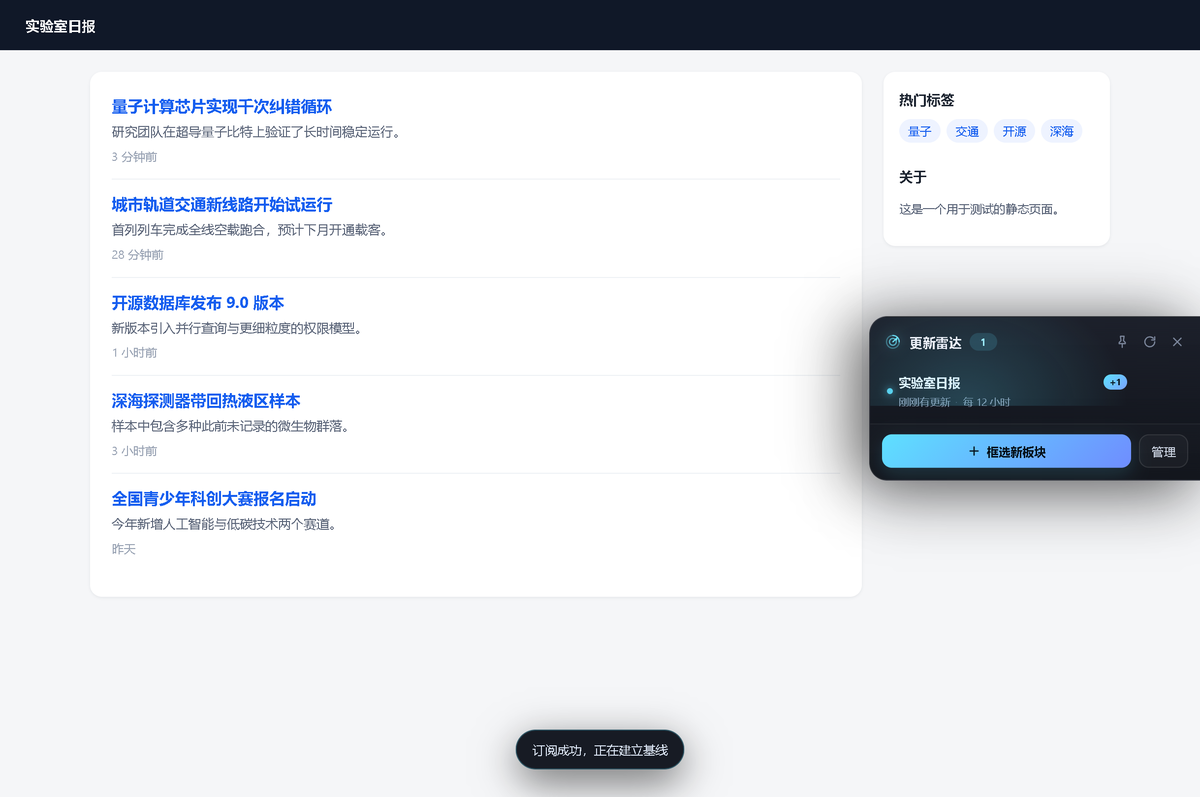 实验室日报
量子计算芯片实现千次纠错循环
研究团队在超导量子比特上验证了长时间稳定运行。
3 分钟前
城市轨道交通新线路开始试运行
首列列车完成全线空载跑合，预计下月开通载客。
28 分钟前
开源数据库发布 9.0 版本
新版本引入并行查询与更细粒度的权限模型。
1 小时前
深海探测器带回热液区样本
样本中包含多种此前未记录的微生物群落。
3 小时前
全国青少年科创大赛报名启动
今年新增人工智能与低碳技术两个赛道。
昨天
热门标签
量子 交通 开源 深海
关于
这是一个用于测试的静态页面。
更新雷达 1
实验室日报 +1
刚刚有更新 · 每 12 小时
+ 框选新板块 管理
订阅成功，正在建立基线